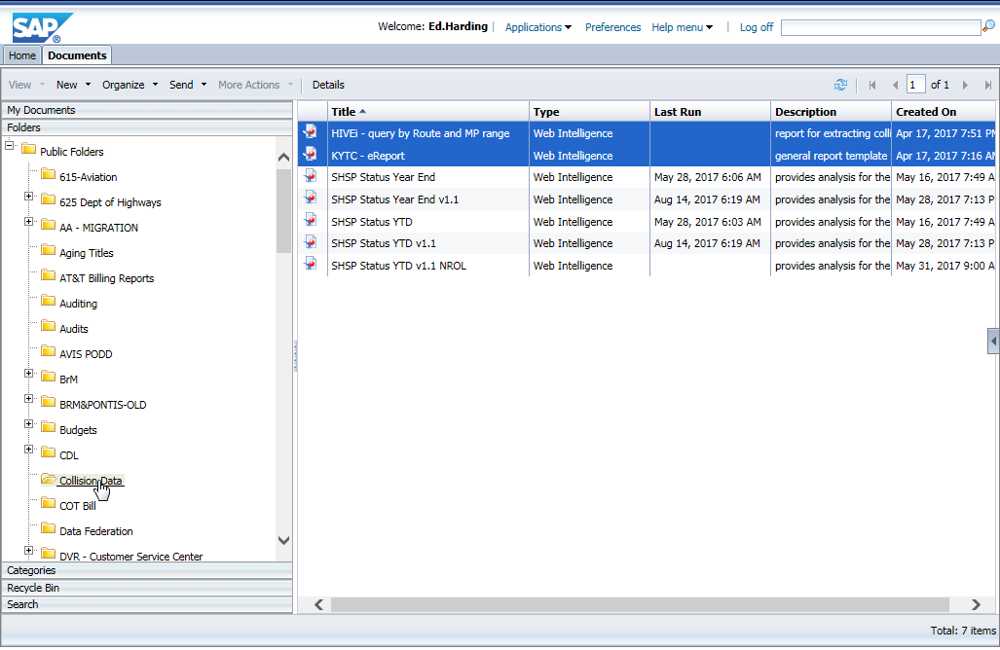 SAP ®
Welcome: Ed.Harding Applications Preferences Help menu Log off
Home Documents
View New Organize Send More Actions Details 1 of 1
My Documents
Folders
Public Folders
615-Aviation
625 Dept of Highways
AA - MIGRATION
Aging Titles
AT&T Billing Reports
Auditing
Audits
AVIS PODD
BrM
BRM&PONTIS-OLD
Budgets
CDL
Collision Data
COT Bill
Data Federation
DVR - Customer Service Center
Categories
Recycle Bin
Search
Title Type Last Run Description Created On
HIVEi - query by Route and MP range Web Intelligence report for extracting colli Apr 17, 2017 7:51 PM
KYTC - eReport Web Intelligence general report template Apr 17, 2017 7:16 AM
SHSP Status Year End Web Intelligence May 28, 2017 6:06 AM provides analysis for the May 16, 2017 7:49 A
SHSP Status Year End v1.1 Web Intelligence Aug 14, 2017 6:19 AM provides analysis for the May 28, 2017 7:13 P
SHSP Status YTD Web Intelligence May 28, 2017 6:03 AM provides analysis for the May 16, 2017 7:49 A
SHSP Status YTD v1.1 Web Intelligence Aug 14, 2017 6:19 AM provides analysis for the May 28, 2017 7:13 P
SHSP Status YTD v1.1 NROL Web Intelligence provides analysis for the May 31, 2017 9:00 A
Total: 7 items